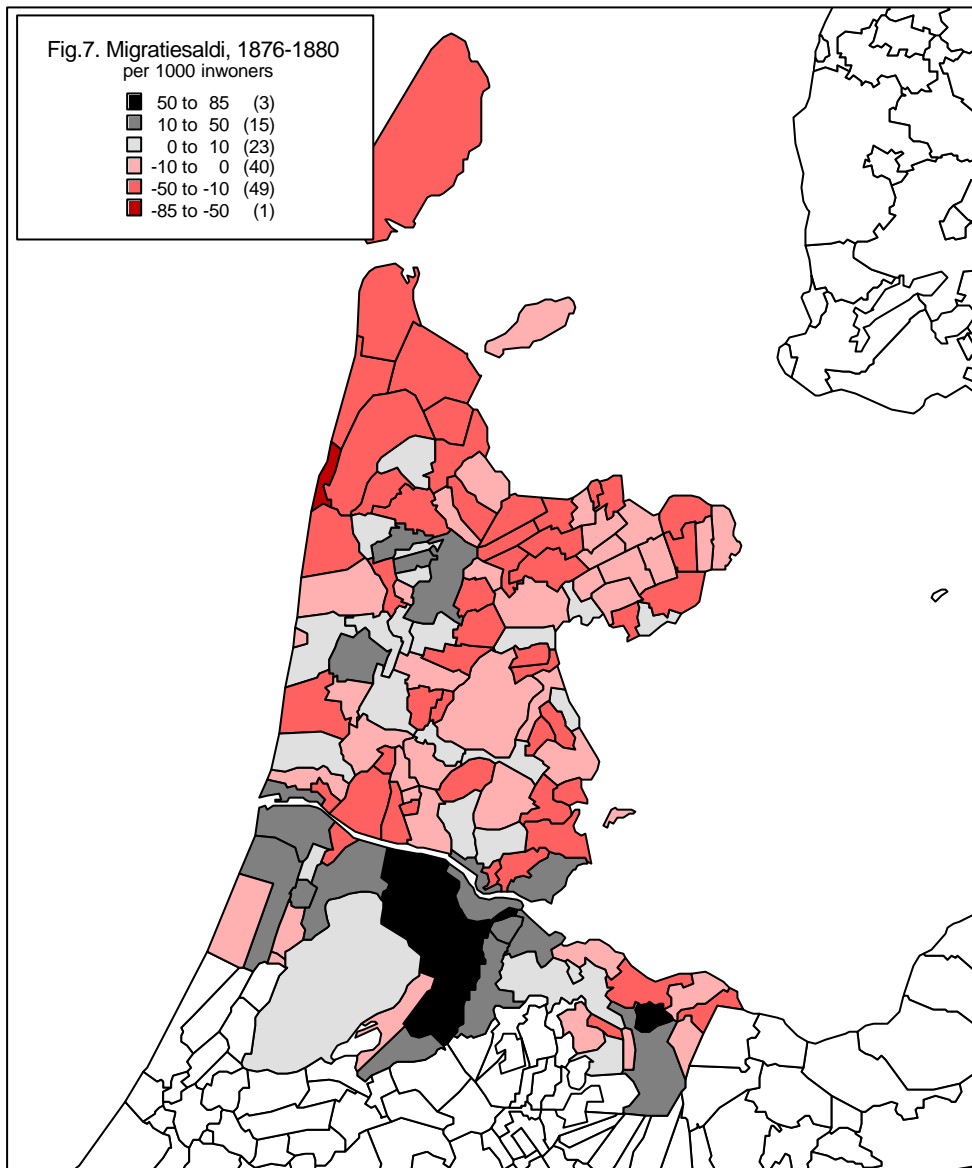 Fig.7. Migratiesaldi, 1876-1880
per 1000 inwoners
50 to 85 (3)
10 to 50 (15)
0 to 10 (23)
-10 to 0 (40)
-50 to -10 (49)
-85 to -50 (1)